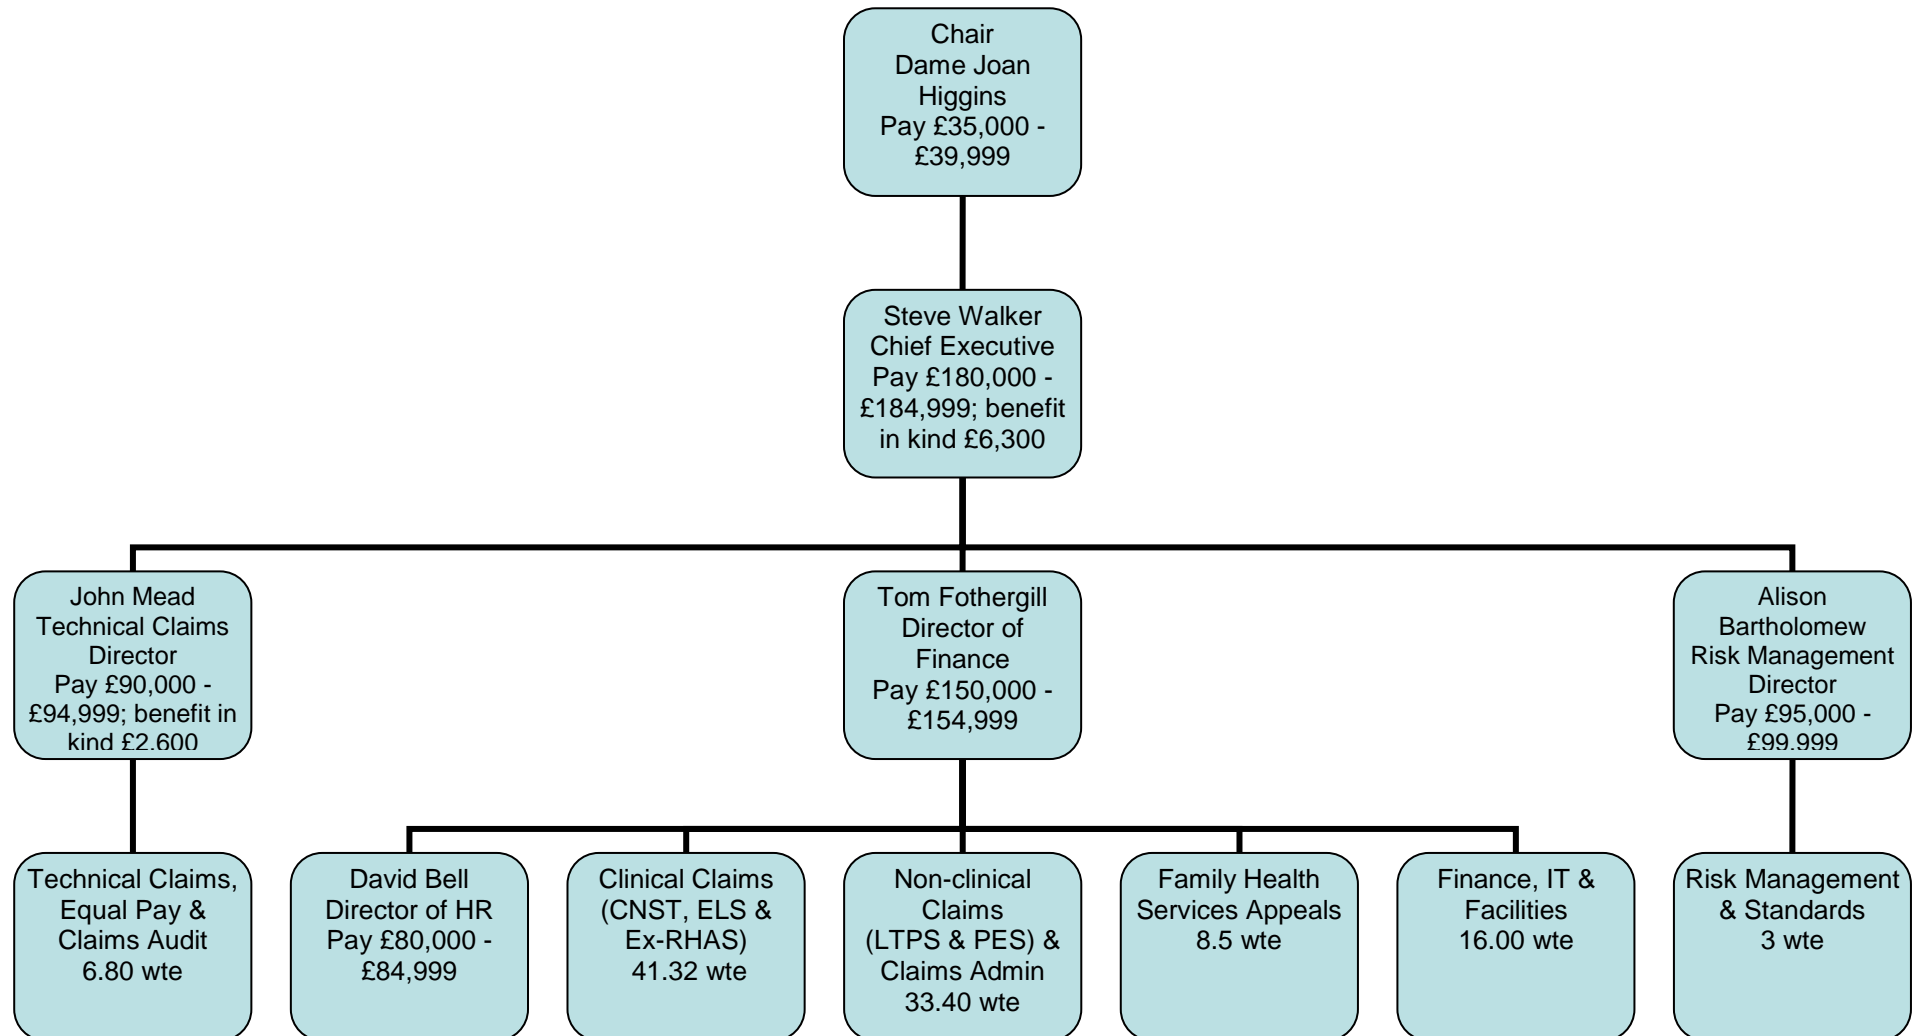 Chair
Dame Joan
Higgins
Pay £35,000 -
£39,999
Steve Walker
Chief Executive
Pay £180,000 -
£184,999; benefit
in kind £6,300
John Mead
Technical Claims
Director
Pay £90,000 -
£94,999; benefit in
kind £2.600
Tom Fothergill
Director of
Finance
Pay £150,000 -
£154,999
Alison
Bartholomew
Risk Management
Director
Pay £95,000 -
£99.999
Technical Claims,
Equal Pay &
Claims Audit
6.80 wte
David Bell
Director of HR
Pay £80,000 -
£84,999
Clinical Claims
(CNST, ELS &
Ex-RHAS)
41.32 wte
Non-clinical
Claims
(LTPS & PES) &
Claims Admin
33.40 wte
Family Health
Services Appeals
8.5 wte
Finance, IT &
Facilities
16.00 wte
Risk Management
& Standards
3 wte